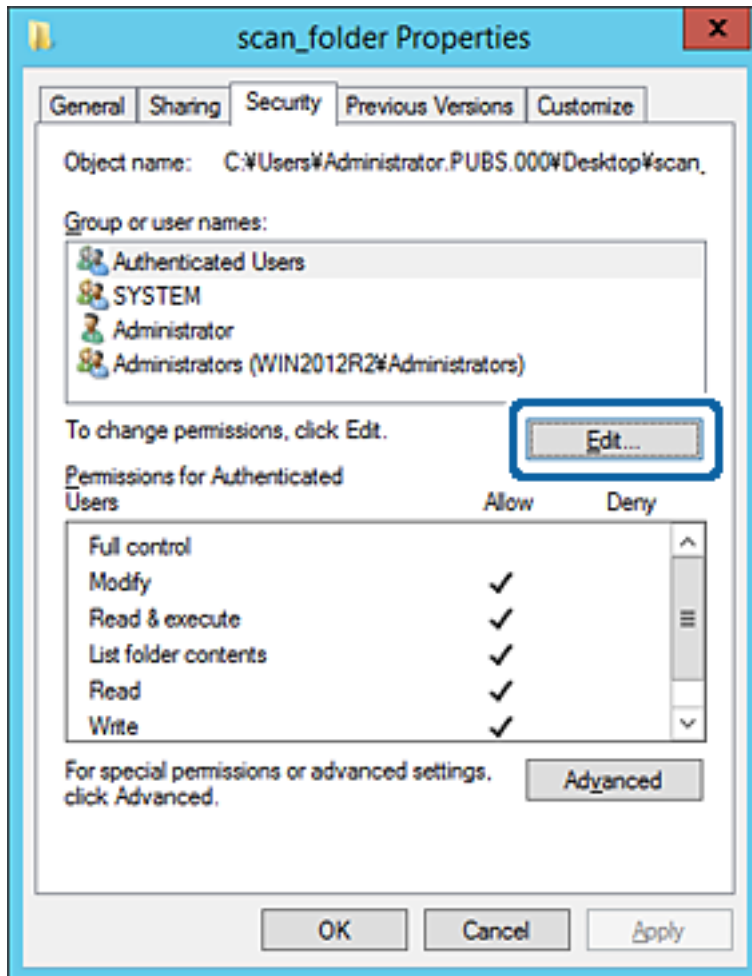 scan_folder Properties
x
General Sharing Security Previous Versions Customize
Object name: C:¥Users¥Administrator.PUBS.000¥Desktop¥scan_
Group or user names:
Authenticated Users
SYSTEM
Administrator
Administrators (WIN2012R2¥Administrators)
To change permissions, click Edit.
Edit...
Permissions for Authenticated
Users Allow Deny
Full control
Modify
Read & execute
List folder contents
Read
Write
For special permissions or advanced settings,
click Advanced.
Advanced
OK Cancel Apply